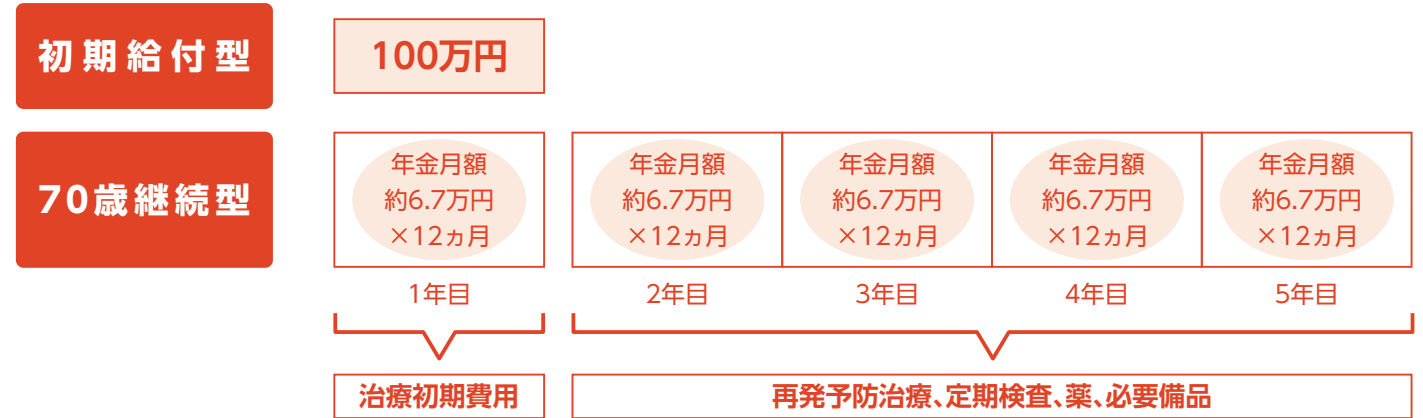 初期給付型
100万円
70歳継続型
年金月額
約6.7万円
×12ヵ月
年金月額
約6.7万円
×12ヵ月
年金月額
約6.7万円
×12ヵ月
年金月額
約6.7万円
×12ヵ月
年金月額
約6.7万円
×12ヵ月
1年目
2年目
3年目
4年目
5年目
治療初期費用
再発予防治療、定期検査、薬、必要備品